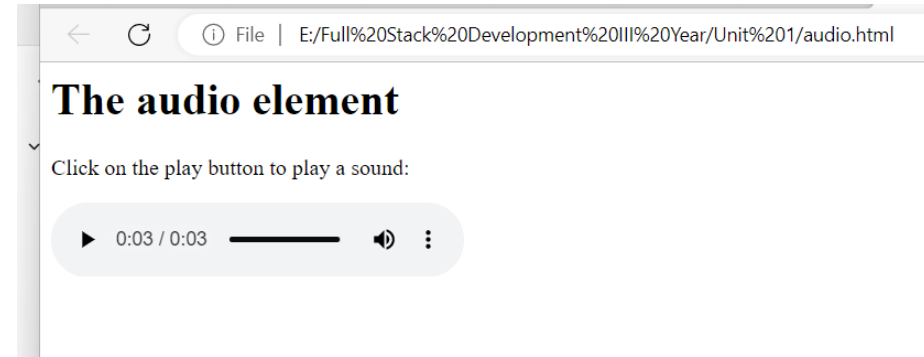 File | E:/Full%20Stack%20Development%20III%20Year/Unit%201/audio.html
The audio element
Click on the play button to play a sound:
0:03 / 0:03